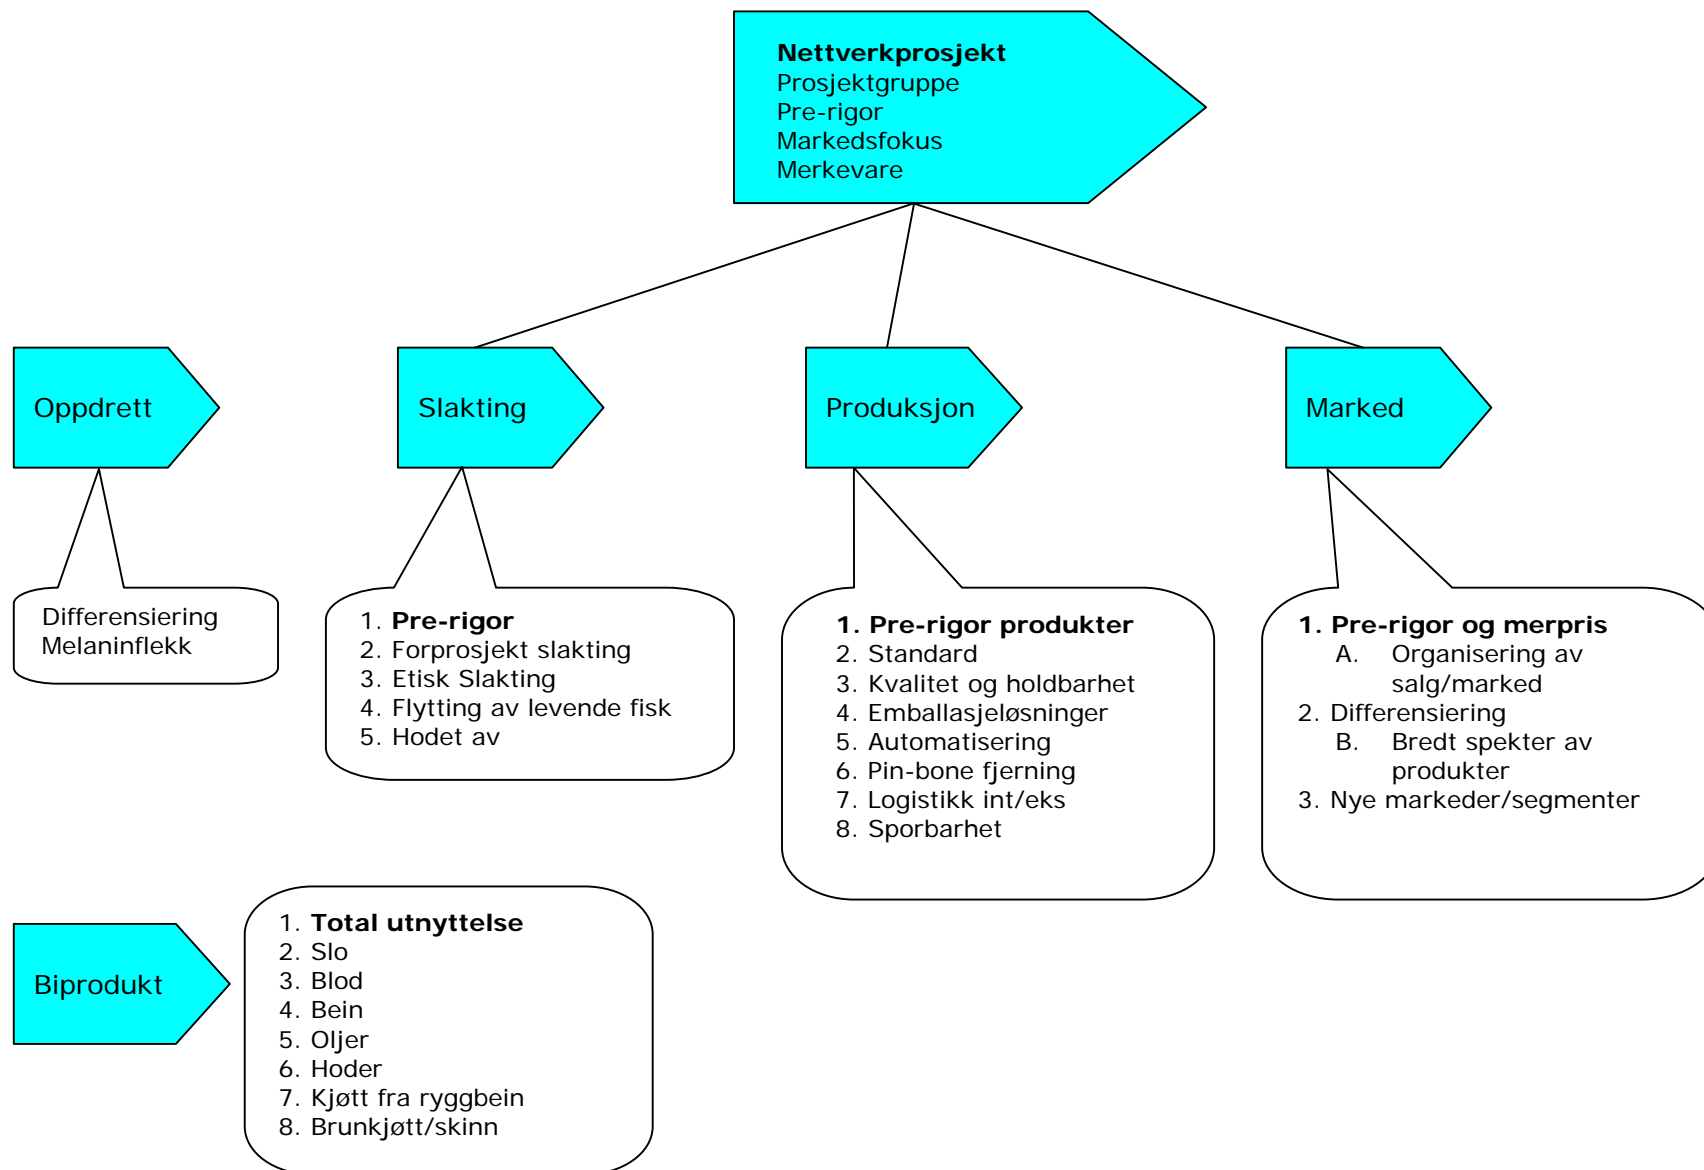 Nettverkprosjekt
Prosjektgruppe
Pre-rigor
Markedsfokus
Merkevare
Oppdrett
Slakting
Produksjon
Marked
Differensiering
Melaninflekk
1. Pre-rigor
2. Forprosjekt slakting
3. Etisk Slakting
4. Flytting av levende fisk
5. Hodet av
1. Pre-rigor produkter
2. Standard
3. Kvalitet og holdbarhet
4. Emballasjeløsninger
5. Automatisering
6. Pin-bone fjerning
7. Logistikk int/eks
8. Sporbarhet
1. Pre-rigor og merpris
A. Organisering av
salg/marked
2. Differensiering
B. Bredt spekter av
produkter
3. Nye markeder/segmenter
Biprodukt
1. Total utnyttelse
2. Slo
3. Blod
4. Bein
5. Oljer
6. Hoder
7. Kjøtt fra ryggbein
8. Brunkjøtt/skinn